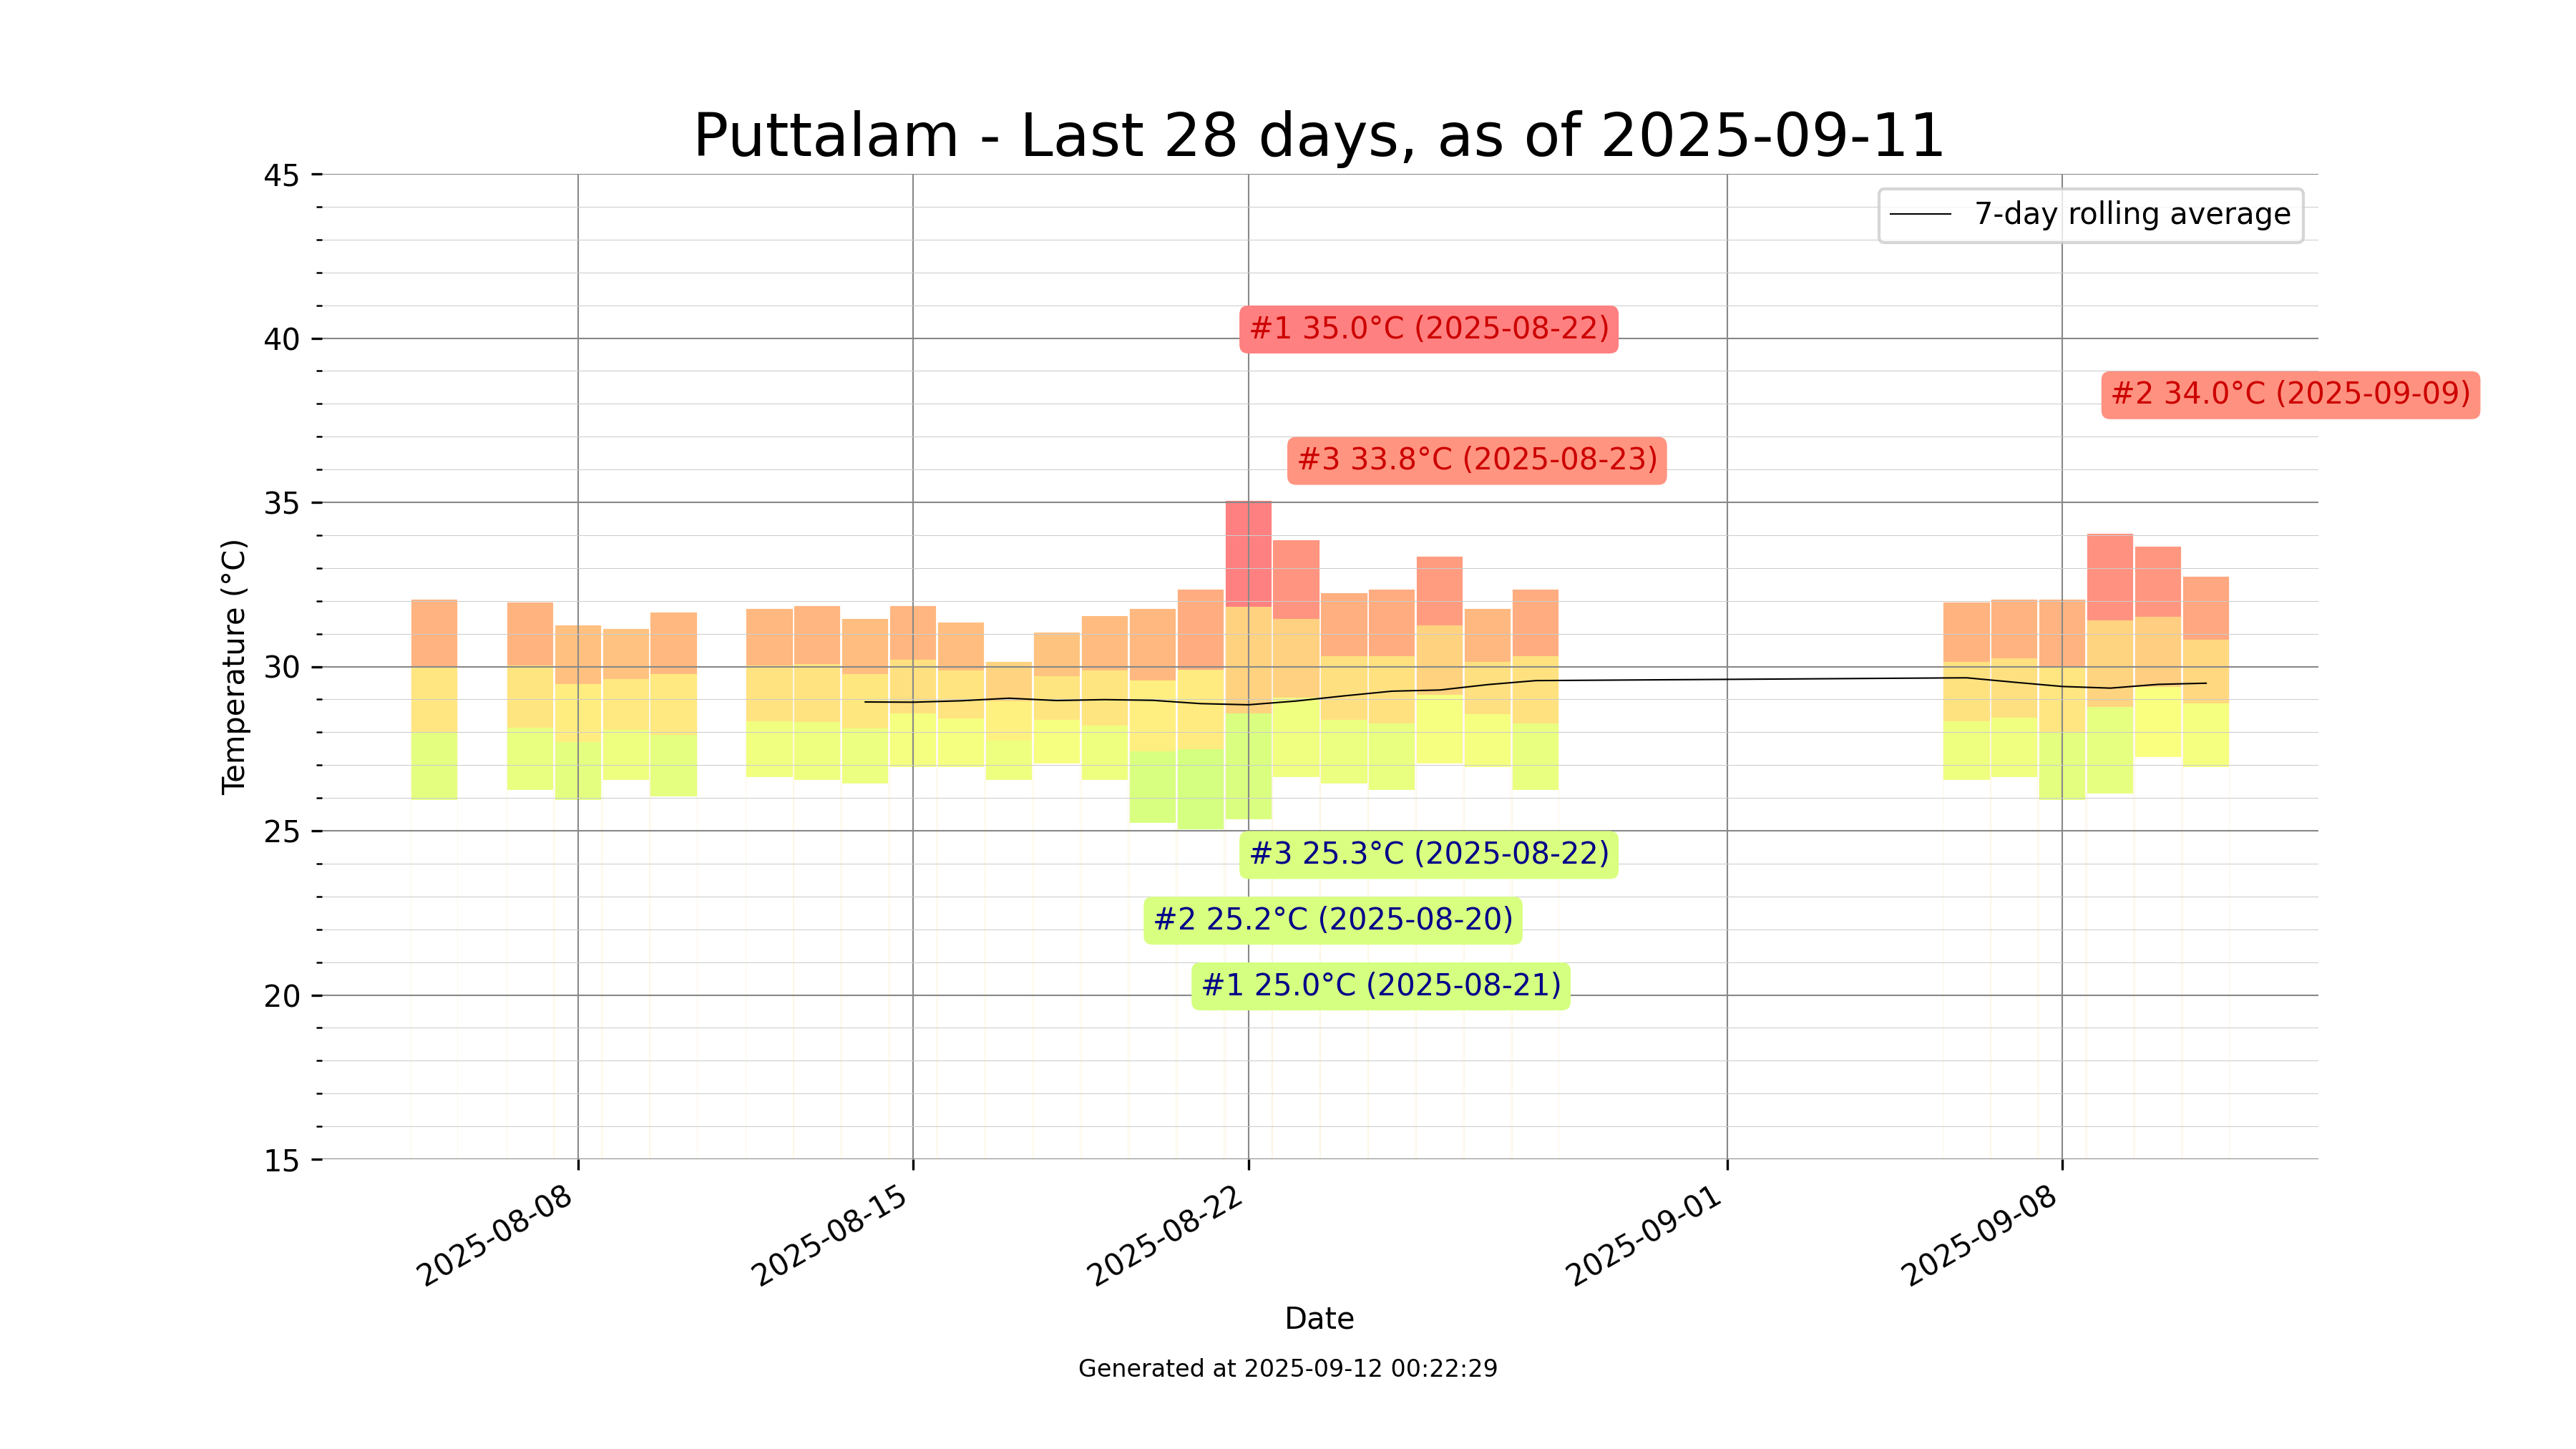 Puttalam - Last 28 days, as of 2025-09-11
45
40
35
30
25
20
15
Temperature (°C)
7-day rolling average
#1 35.0°C (2025-08-22)
#2 34.0°C (2025-09-09)
#3 33.8°C (2025-08-23)
#3 25.3°C (2025-08-22)
#2 25.2°C (2025-08-20)
#1 25.0°C (2025-08-21)
2025-08-08
2025-08-15
2025-08-22
2025-09-01
2025-09-08
Date
Generated at 2025-09-12 00:22:29